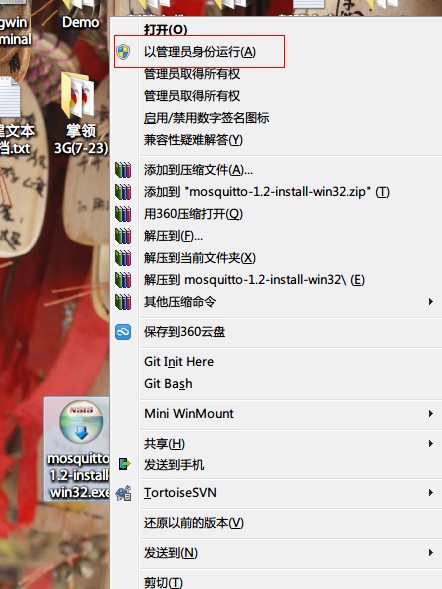 Demo
打开(O)
以管理员身份运行(A)
管理员取得所有权
管理员取得所有权
启用/禁用数字签名图标
兼容性疑难解答(Y)
掌领
3G(7-23)
添加到压缩文件(A)...
添加到 "mosquitto-1.2-install-win32.zip" (T)
用360压缩打开(Q)
解压到(F)...
解压到当前文件夹(X)
解压到 mosquitto-1.2-install-win32\ (E)
其他压缩命令
保存到360云盘
Git Init Here
Git Bash
Mini WinMount
共享(H)
发送到手机
TortoiseSVN
还原以前的版本(V)
发送到(N)
剪切(T)
NSIS
mosquitto-
1.2-install-
win32.exe